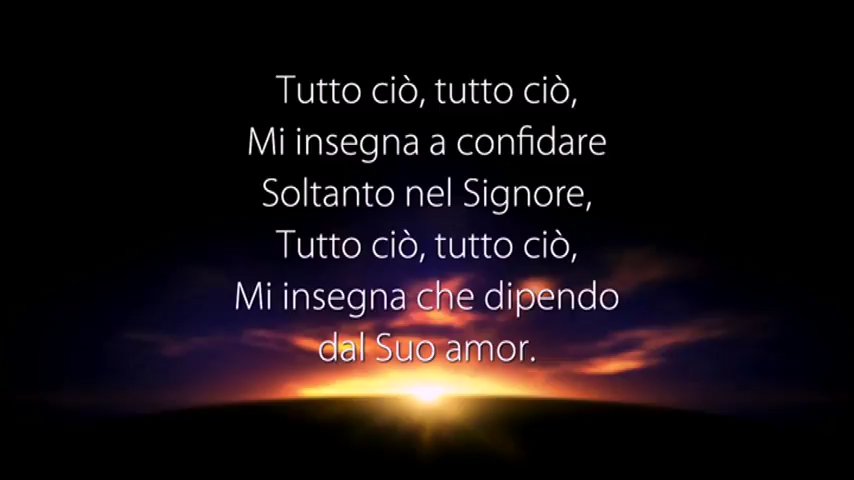 Tutto ciò, tutto ciò,
Mi insegna a confidare
Soltanto nel Signore,
Tutto ciò, tutto ciò,
Mi insegna che dipendo
dal Suo amor.